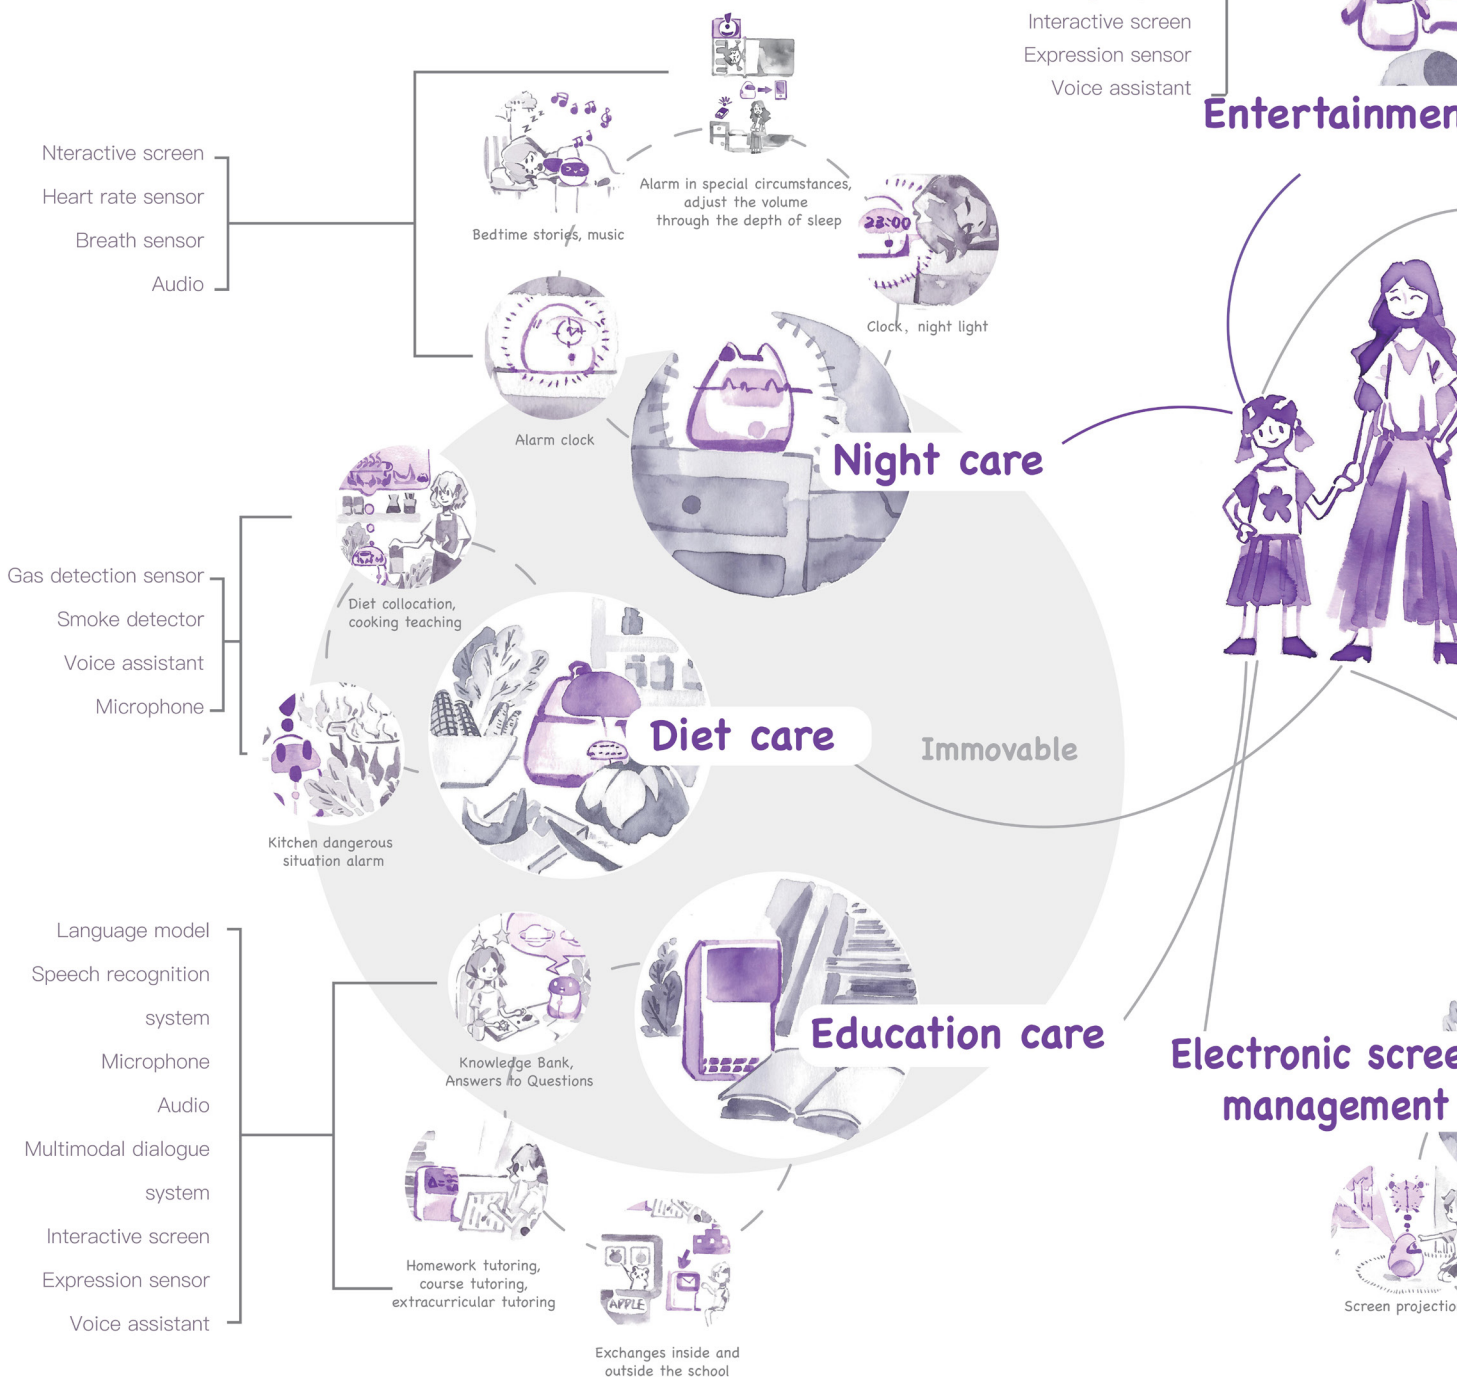 Interactive screen
Expression sensor
Voice assistant
Entertainmen
Nteractive screen
Heart rate sensor
Breath sensor
Audio
Bedtime stories, music
Alarm in special circumstances,
adjust the volume
through the depth of sleep
23:00
Clock, night light
Alarm clock
Night care
Gas detection sensor
Smoke detector
Voice assistant
Microphone
Diet collocation,
cooking teaching
Diet care
Immovable
Kitchen dangerous
situation alarm
Language model
Speech recognition
system
Microphone
Audio
Multimodal dialogue
system
Interactive screen
Expression sensor
Voice assistant
Knowledge Bank,
Answers to Questions
Education care
Homework tutoring,
course tutoring,
extracurricular tutoring
APPLE
Exchanges inside and
outside the school
Electronic scree
management
Screen projectio